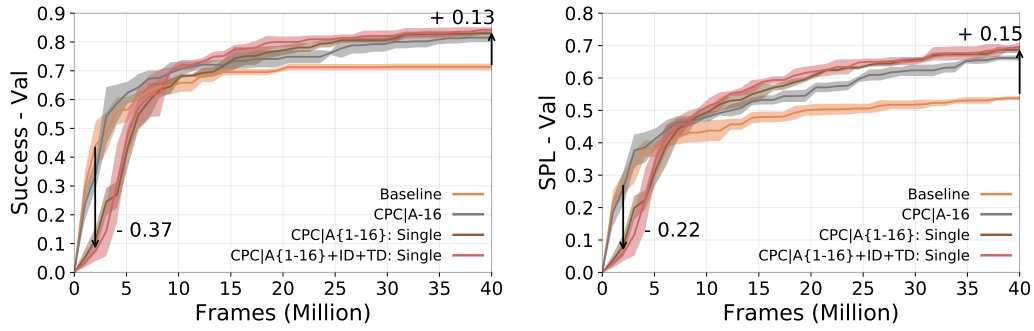 + 0.13
0.9
0.8
0.7
0.6
0.5
0.4
0.3
0.2
0.1
0.0
Success - Val
- 0.37
Baseline
CPC|A-16
CPC|A{1-16}: Single
CPC|A{1-16}+ID+TD: Single
0 5 10 15 20 25 30 35 40
Frames (Million)
+ 0.15
0.8
0.7
0.6
0.5
0.4
0.3
0.2
0.1
0.0
SPL - Val
- 0.22
Baseline
CPC|A-16
CPC|A{1-16}: Single
CPC|A{1-16}+ID+TD: Single
0 5 10 15 20 25 30 35 40
Frames (Million)